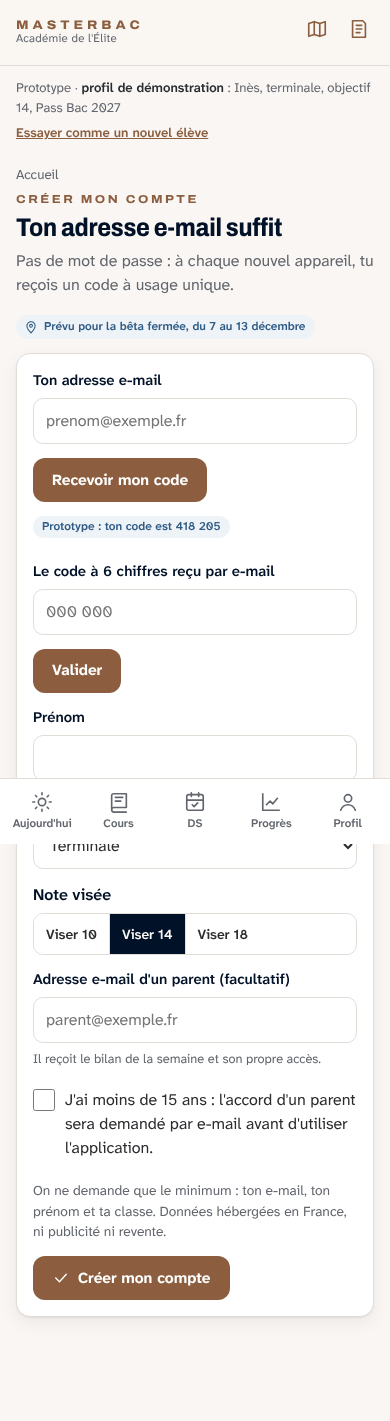 MASTERBAC
Académie de l'Élite
Prototype · profil de démonstration : Inès, terminale, objectif
14, Pass Bac 2027
Essayer comme un nouvel élève
Accueil
CRÉER MON COMPTE
Ton adresse e-mail suffit
Pas de mot de passe : à chaque nouvel appareil, tu
reçois un code à usage unique.
Prévu pour la bêta fermée, du 7 au 13 décembre
Ton adresse e-mail
prenom@exemple.fr
Recevoir mon code
Prototype : ton code est 418 205
Le code à 6 chiffres reçu par e-mail
000 000
Valider
Prénom
Aujourd'hui
Cours
DS
Progrès
Profil
Terminale
Note visée
Viser 10
Viser 14
Viser 18
Adresse e-mail d'un parent (facultatif)
parent@exemple.fr
Il reçoit le bilan de la semaine et son propre accès.
J'ai moins de 15 ans : l'accord d'un parent
sera demandé par e-mail avant d'utiliser
l'application.
On ne demande que le minimum : ton e-mail, ton
prénom et ta classe. Données hébergées en France,
ni publicité ni revente.
Créer mon compte